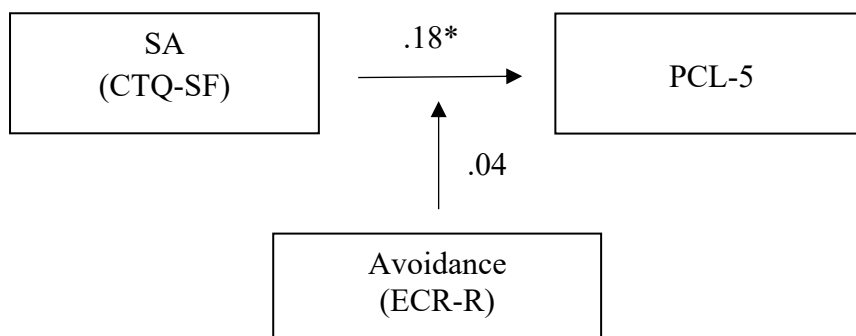 SA
(CTQ-SF)
.18*
PCL-5
.04
Avoidance
(ECR-R)